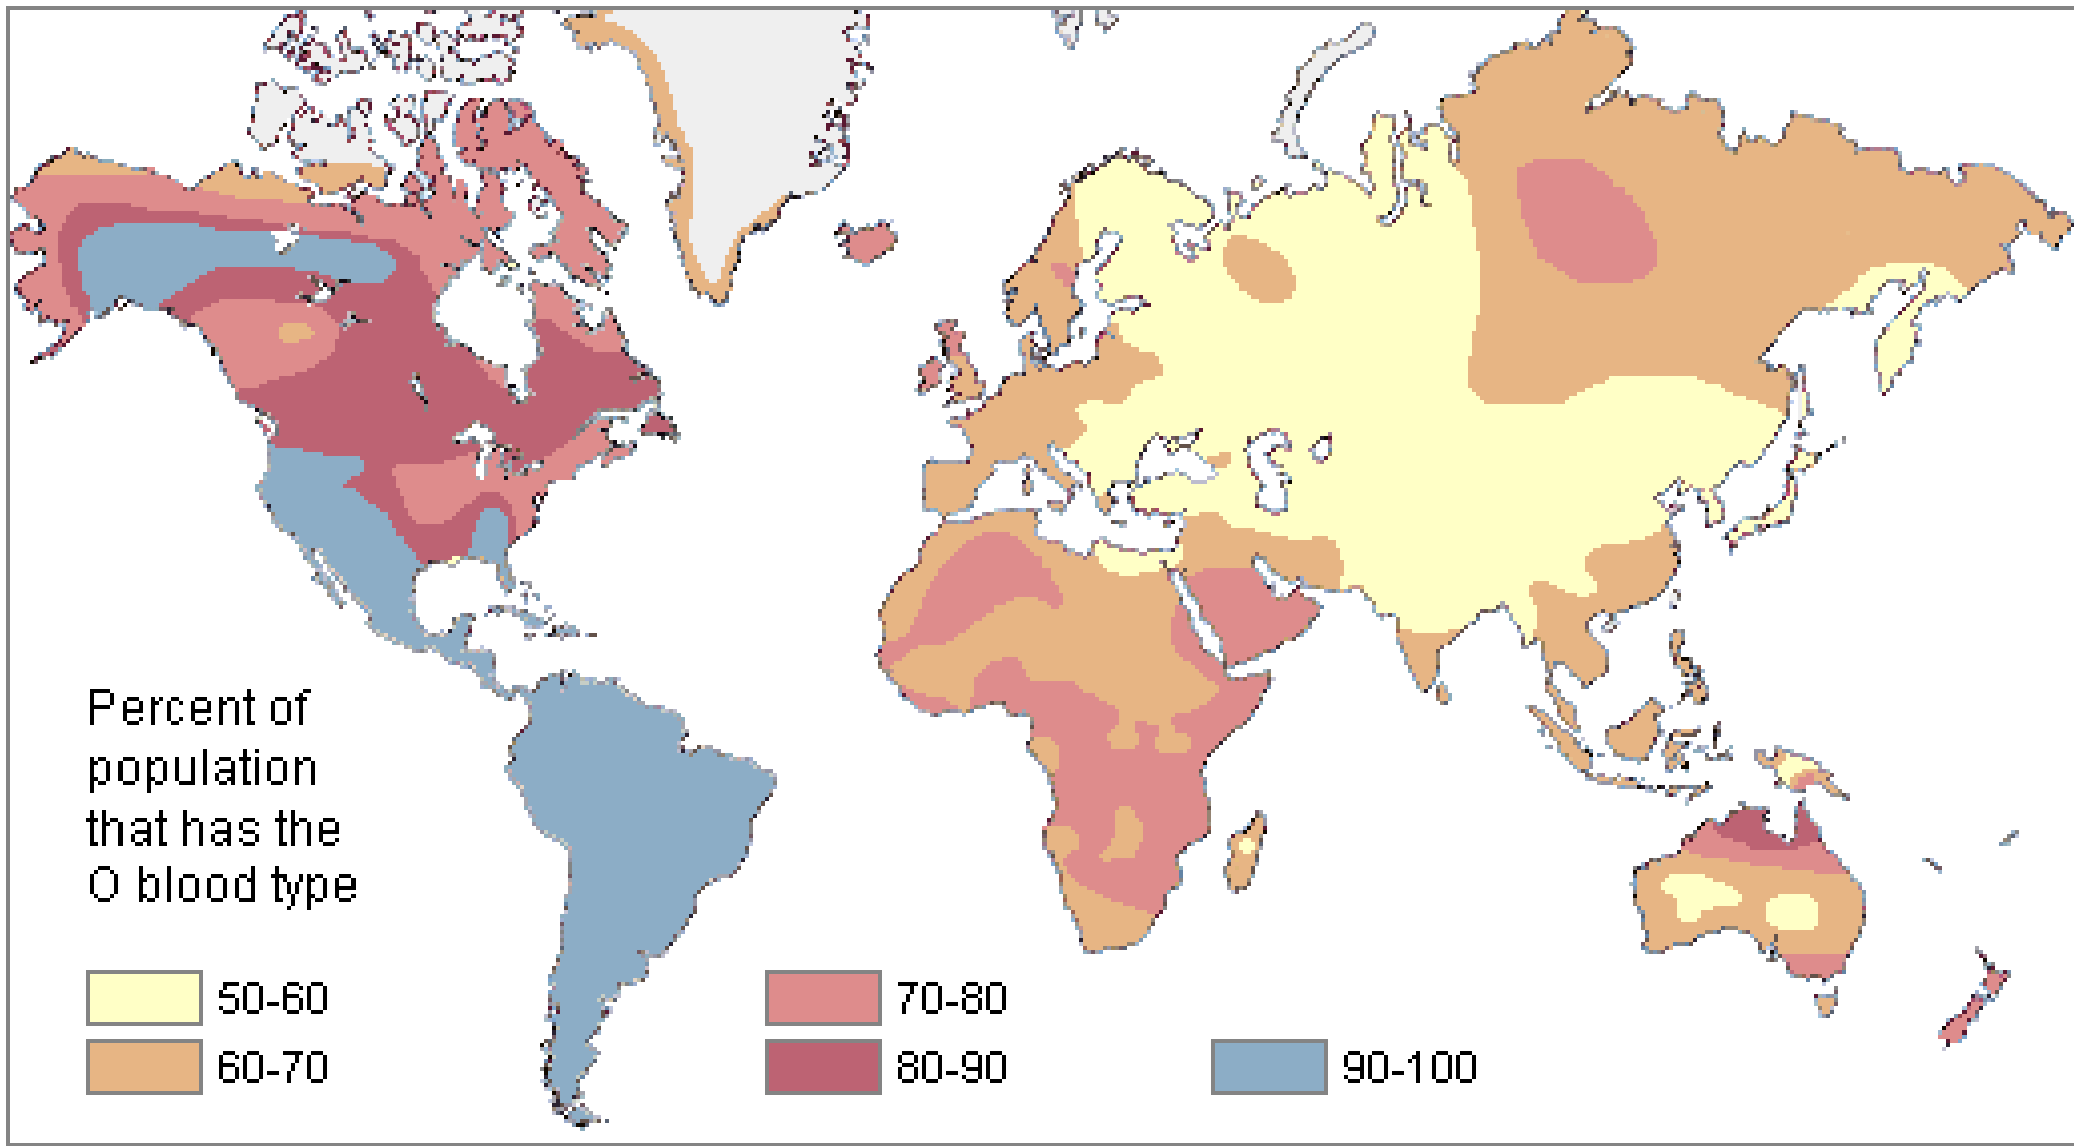 Percent of
population
that has the
O blood type
50-60
60-70
70-80
80-90
90-100